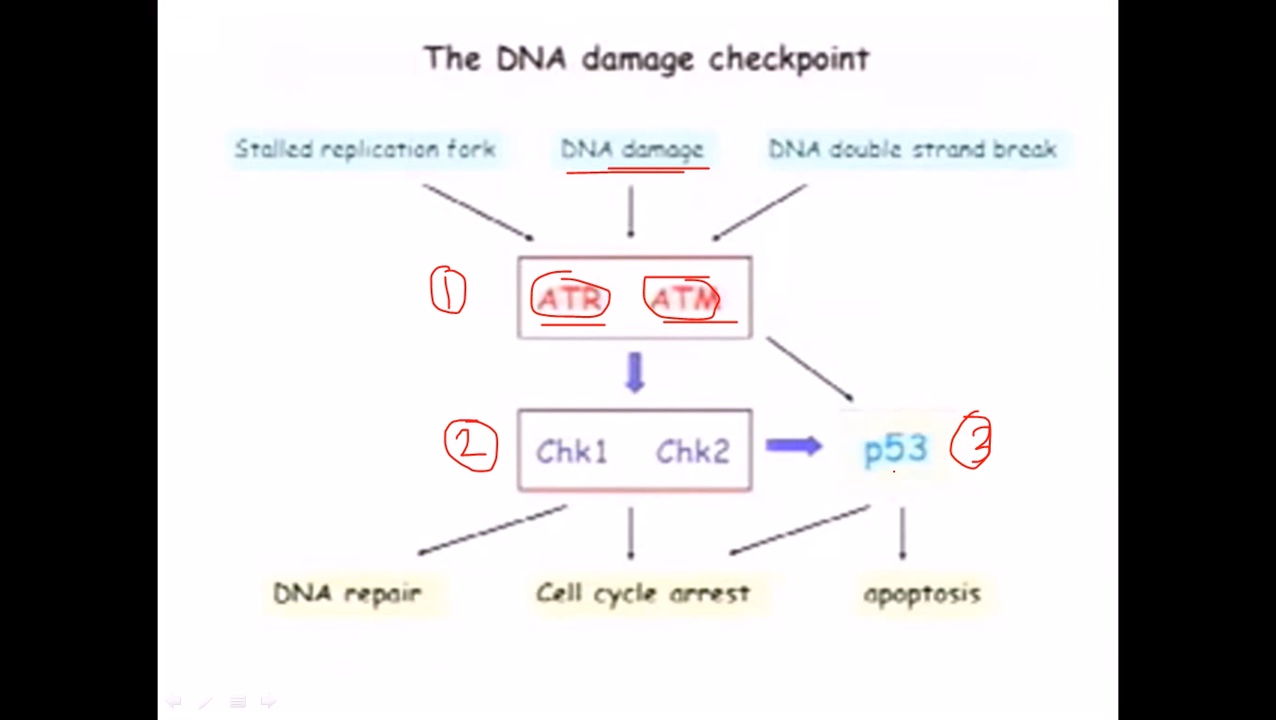 The DNA damage checkpoint
Stalled replication fork DNA damage DNA double strand break
1 ATR ATM
2 Chk1 Chk2 p53 3
DNA repair Cell cycle arrest apoptosis